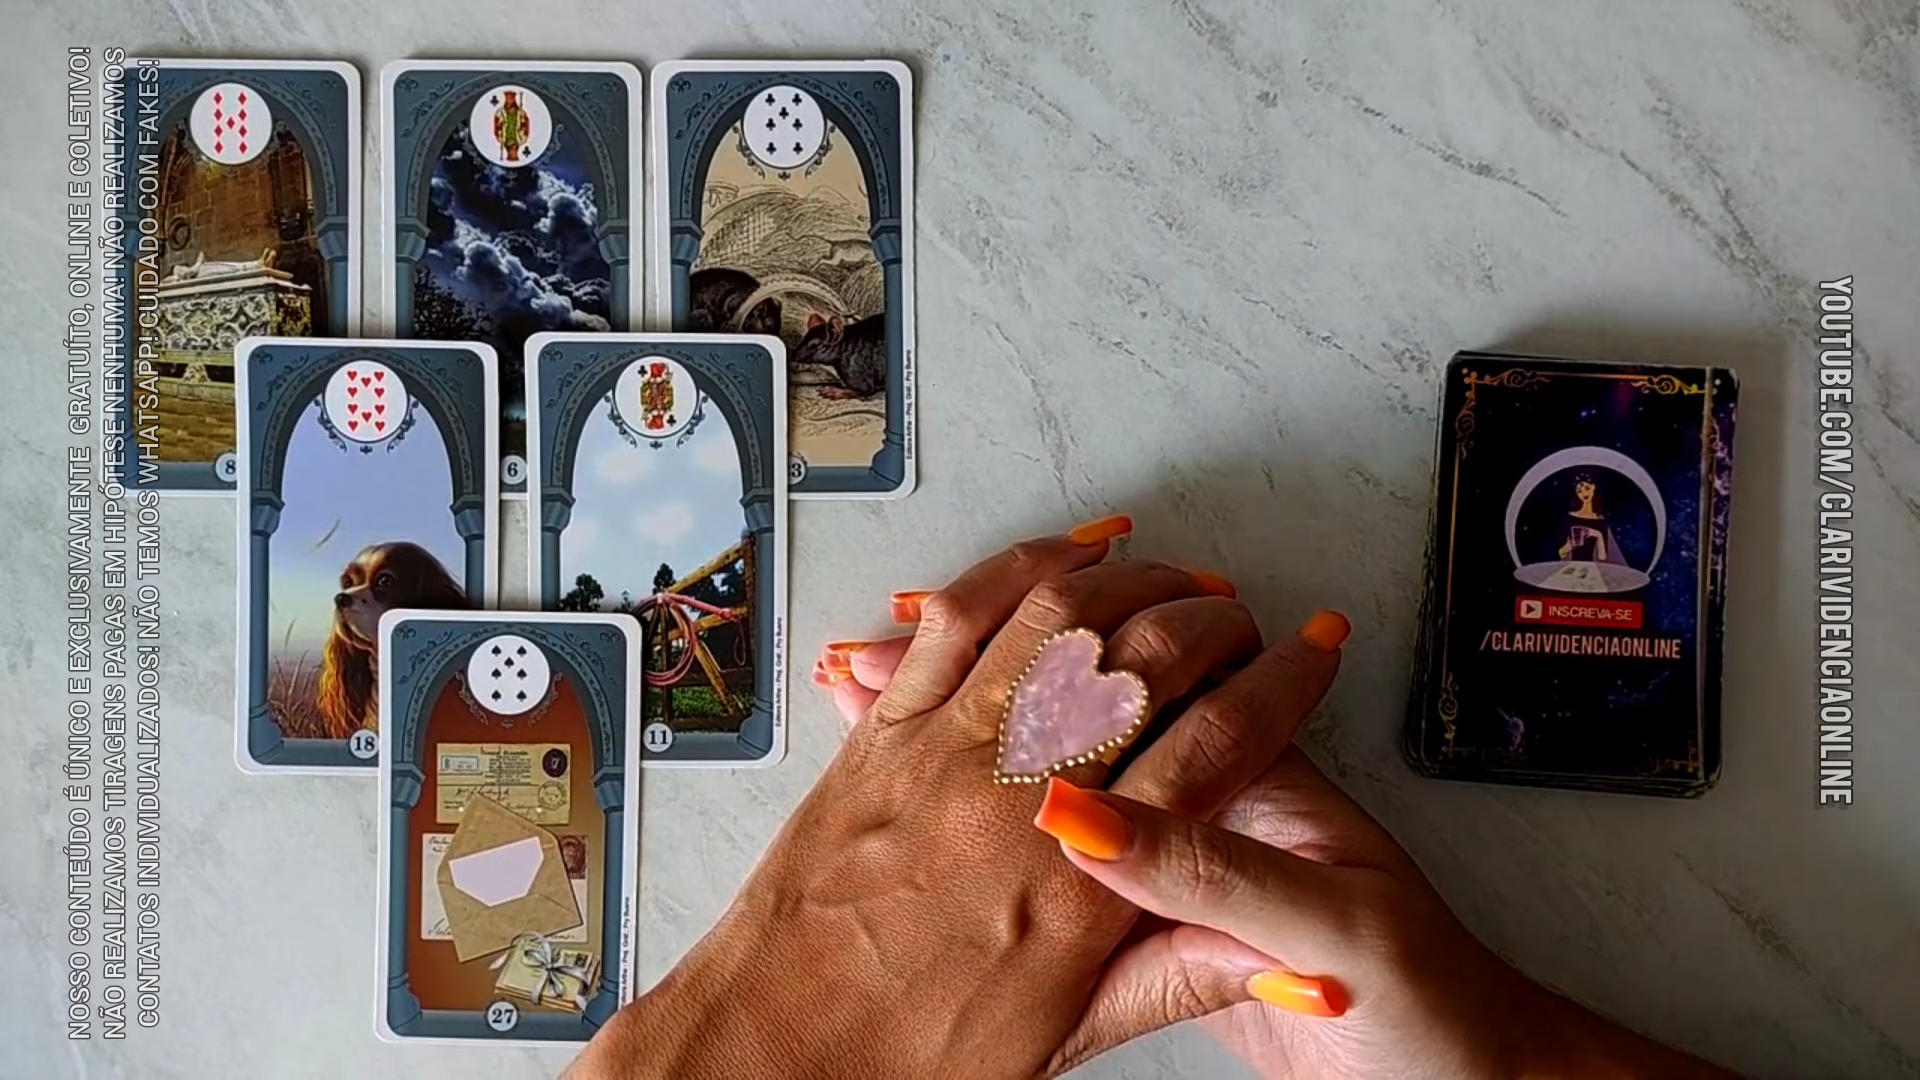 NOSSO CONTEÚDO É ÚNICO E EXCLUSIVAMENTE GRATUÍTO, ONLINE E COLETIVO!
NÃO REALIZAMOS TIRAGENS PAGAS EM HIPÓTESE NENHUMA! NÃO REALIZAMOS
CONTATOS INDIVIDUALIZADOS! NÃO TEMOS WHATSAPP! CUIDADO COM FAKES!
8
6
3
18
11
27
INSCREVA-SE
/CLARIVIDENCIAONLINE
YOUTUBE.COM/CLARIVIDENCIAONLINE